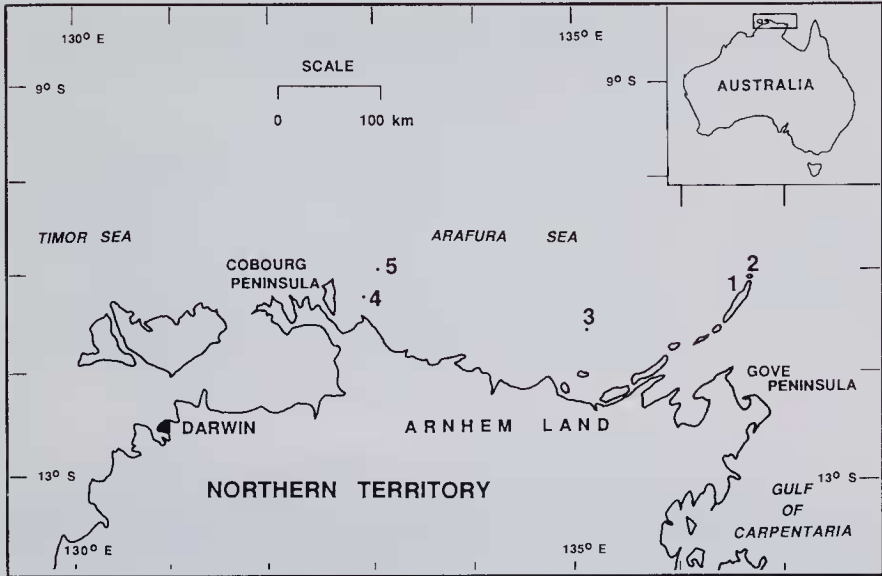 130° E
135° E
SCALE
0 100 km
9° S
9° S
AUSTRALIA
TIMOR SEA
ARAFURA SEA
COBOURG
PENINSULA
5
4
3
1
2
GOVE
PENINSULA
DARWIN
ARNHEM LAND
13° S
13° S
NORTHERN TERRITORY
GULF
OF
CARPENTARIA
130° E
135° E